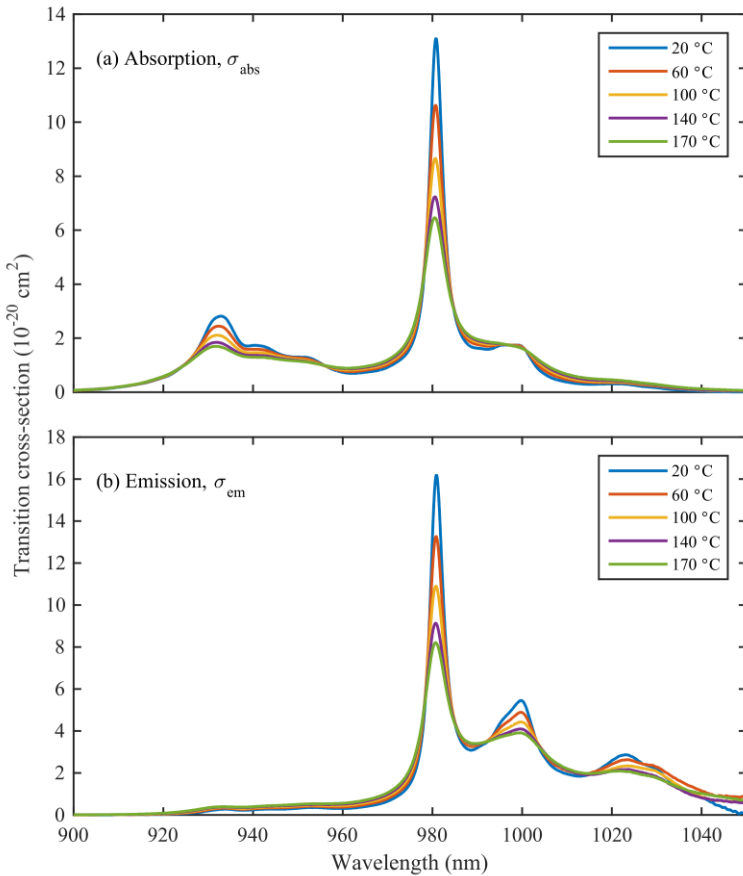 14
12
10
8
6
4
2
0
(a) Absorption, σabs
20 °C
60 °C
100 °C
140 °C
170 °C
Transition cross-section (10-20 cm2)
18
16
14
12
10
8
6
4
2
0
(b) Emission, σem
20 °C
60 °C
100 °C
140 °C
170 °C
900 920 940 960 980 1000 1020 1040
Wavelength (nm)